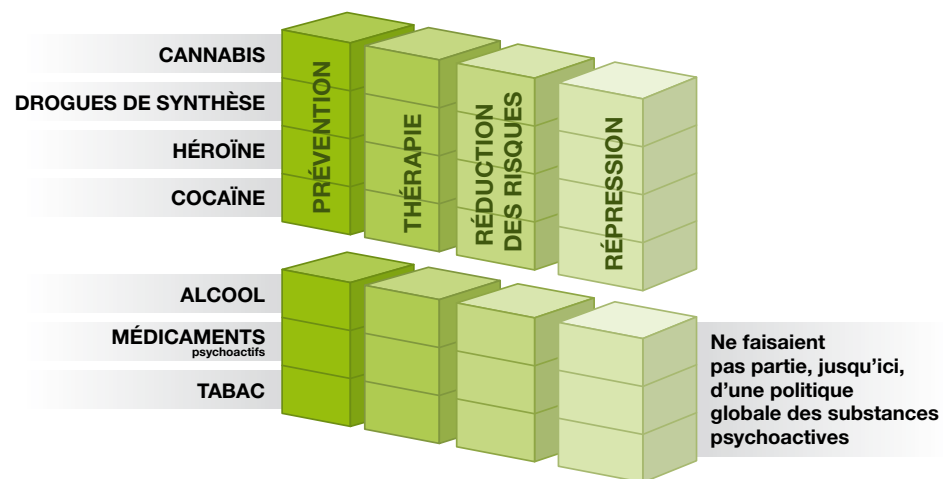 CANNABIS
DROGUES DE SYNTHÈSE
HÉROÏNE
COCAÏNE
PRÉVENTION
THÉRAPIE
RÉDUCTION
DES RISQUES
RÉPRESSION
ALCOOL
MÉDICAMENTS
psychoactifs
TABAC
Ne faisaient
pas partie, jusqu’ici,
d’une politique
globale des substances
psychoactives